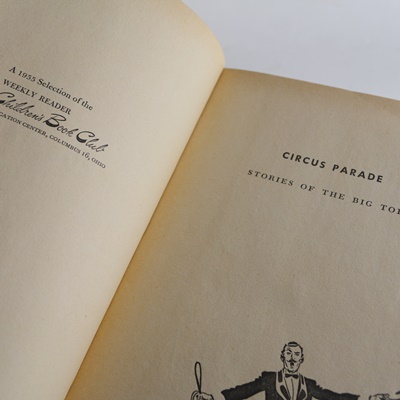 A 1955 Selection of the
WEEKLY READER
Children's Book Club
CATION CENTER, COLUMBUS 16, OHIO
CIRCUS PARADE
STORIES OF THE BIG TO